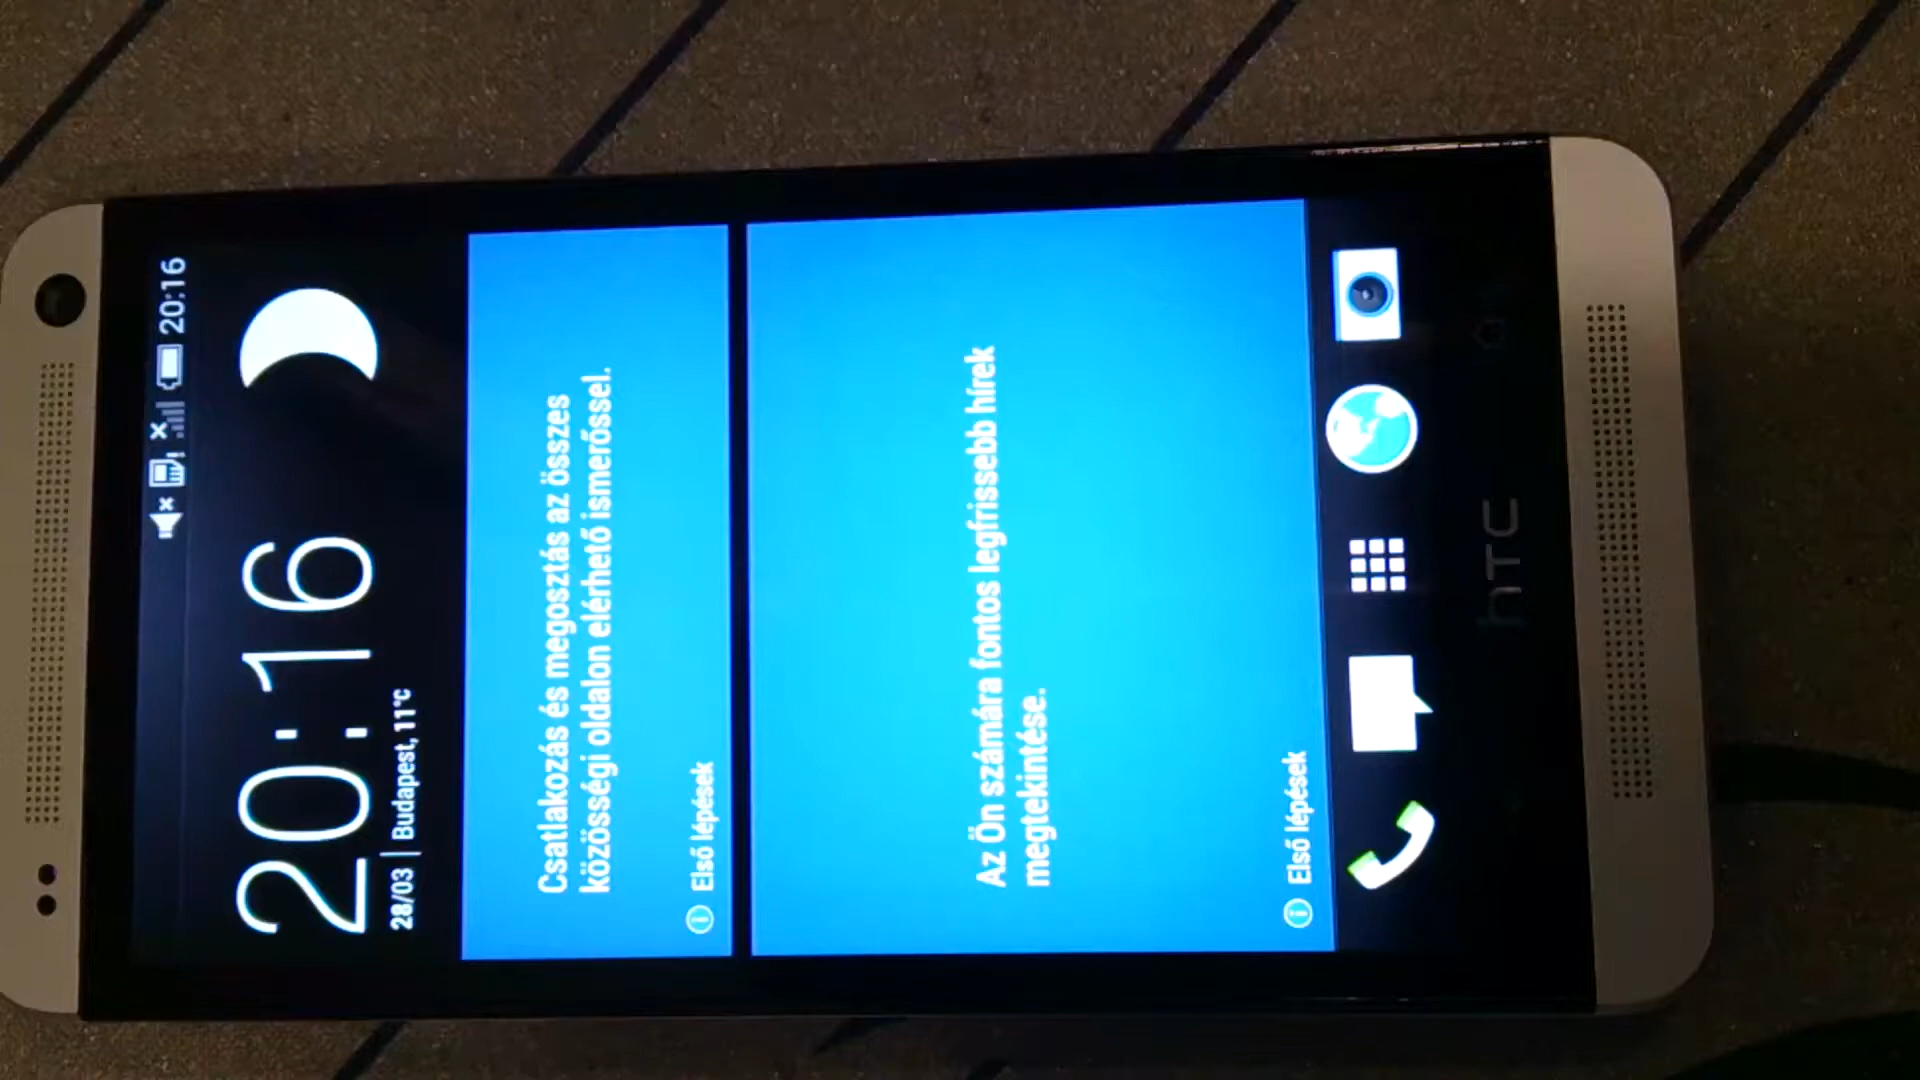 20:16
20:16
28/03 | Budapest, 11°C
Csatlakozás és megosztás az összes
közösségi oldalon elérhető ismerőssel.
Első lépések
Az Ön számára fontos legfrissebb hírek
megtekintése.
Első lépések
hTC